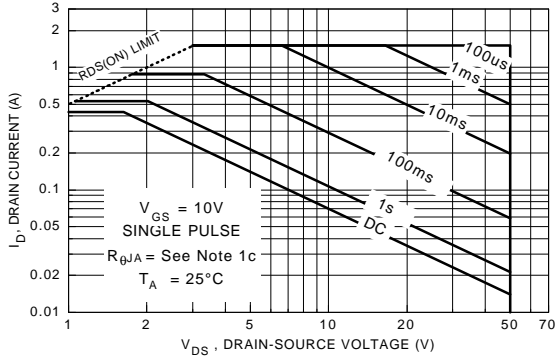 3
2
1
0.5
0.2
0.1
0.05
0.02
0.01
I_D, DRAIN CURRENT (A)
RDS(ON) LIMIT
100us
1ms
10ms
100ms
1s
DC
V_GS = 10V
SINGLE PULSE
R_θJA = See Note 1c
T_A = 25°C
1 2 5 10 20 30 50 70
V_DS , DRAIN-SOURCE VOLTAGE (V)